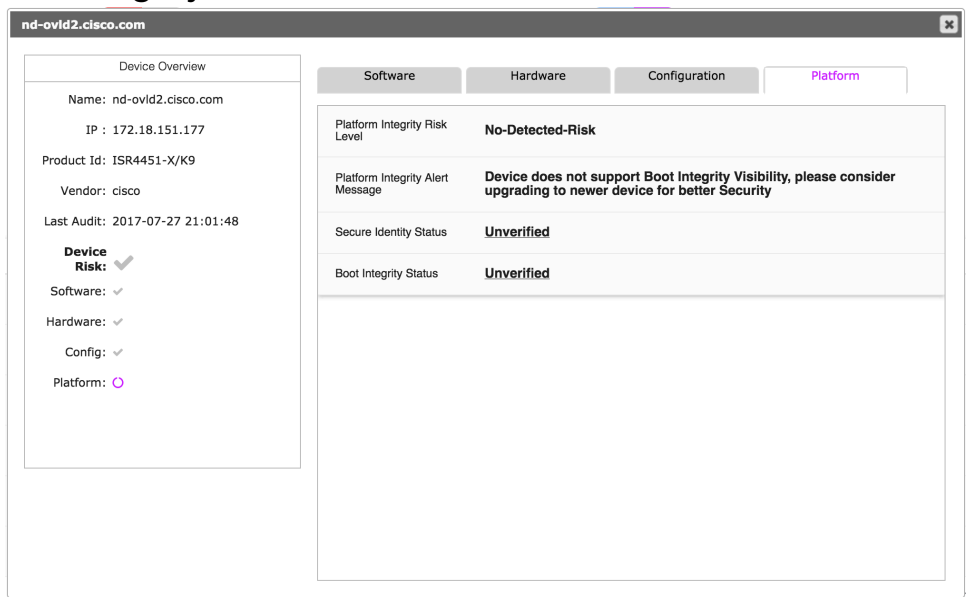 nd-ovld2.cisco.com
Device Overview
Name: nd-ovld2.cisco.com
IP : 172.18.151.177
Product Id: ISR4451-X/K9
Vendor: cisco
Last Audit: 2017-07-27 21:01:48
Device
Risk:
Software:
Hardware:
Config:
Platform:
Software
Hardware
Configuration
Platform
Platform Integrity Risk
Level
No-Detected-Risk
Platform Integrity Alert
Message
Device does not support Boot Integrity Visibility, please consider
upgrading to newer device for better Security
Secure Identity Status
Unverified
Boot Integrity Status
Unverified